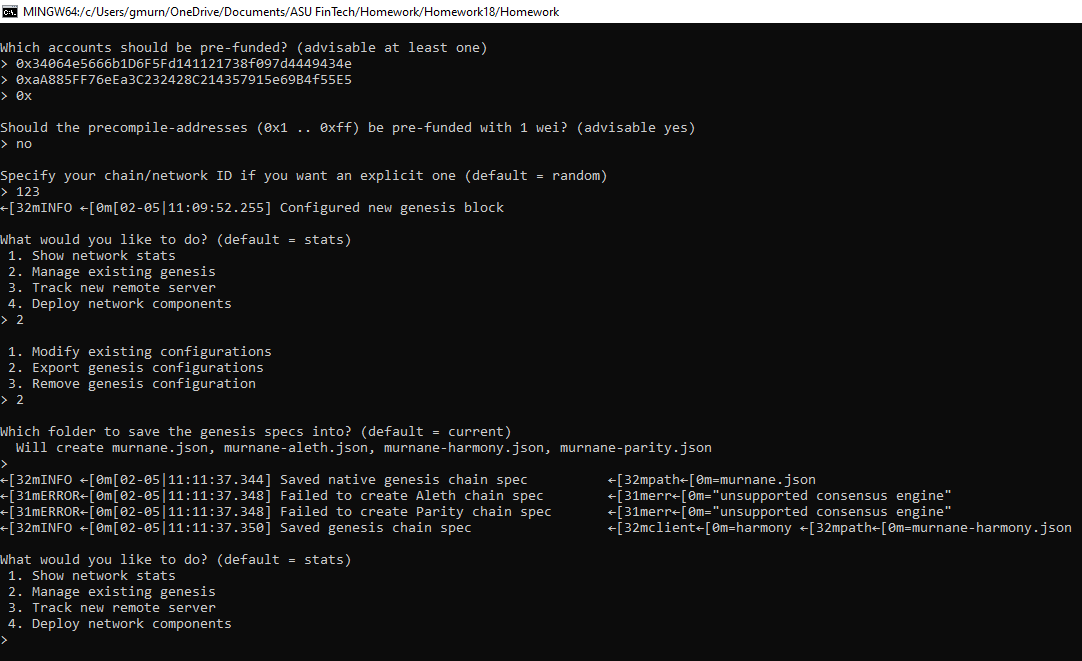 MINGW64:/c/Users/gmurn/OneDrive/Documents/ASU FinTech/Homework/Homework18/Homework
Which accounts should be pre-funded? (advisable at least one)
> 0x34064e5666b1D6F5Fd141121738f097d4449434e
> 0xaA885FF76eEa3C232428C214357915e69B4f55E5
> 0x
Should the precompile-addresses (0x1 .. 0xff) be pre-funded with 1 wei? (advisable yes)
> no
Specify your chain/network ID if you want an explicit one (default = random)
> 123
←[32mINFO ←[0m[02-05|11:09:52.255] Configured new genesis block
What would you like to do? (default = stats)
1. Show network stats
2. Manage existing genesis
3. Track new remote server
4. Deploy network components
> 2
1. Modify existing configurations
2. Export genesis configurations
3. Remove genesis configuration
> 2
Which folder to save the genesis specs into? (default = current)
Will create murnane.json, murnane-aleth.json, murnane-harmony.json, murnane-parity.json
>
←[32mINFO ←[0m[02-05|11:11:37.344] Saved native genesis chain spec ←[32mpath←[0m=murnane.json
←[31mERROR←[0m[02-05|11:11:37.348] Failed to create Aleth chain spec ←[31merr←[0m="unsupported consensus engine"
←[31mERROR←[0m[02-05|11:11:37.348] Failed to create Parity chain spec ←[31merr←[0m="unsupported consensus engine"
←[32mINFO ←[0m[02-05|11:11:37.350] Saved genesis chain spec ←[32mclient←[0m=harmony ←[32mpath←[0m=murnane-harmony.json
What would you like to do? (default = stats)
1. Show network stats
2. Manage existing genesis
3. Track new remote server
4. Deploy network components
>